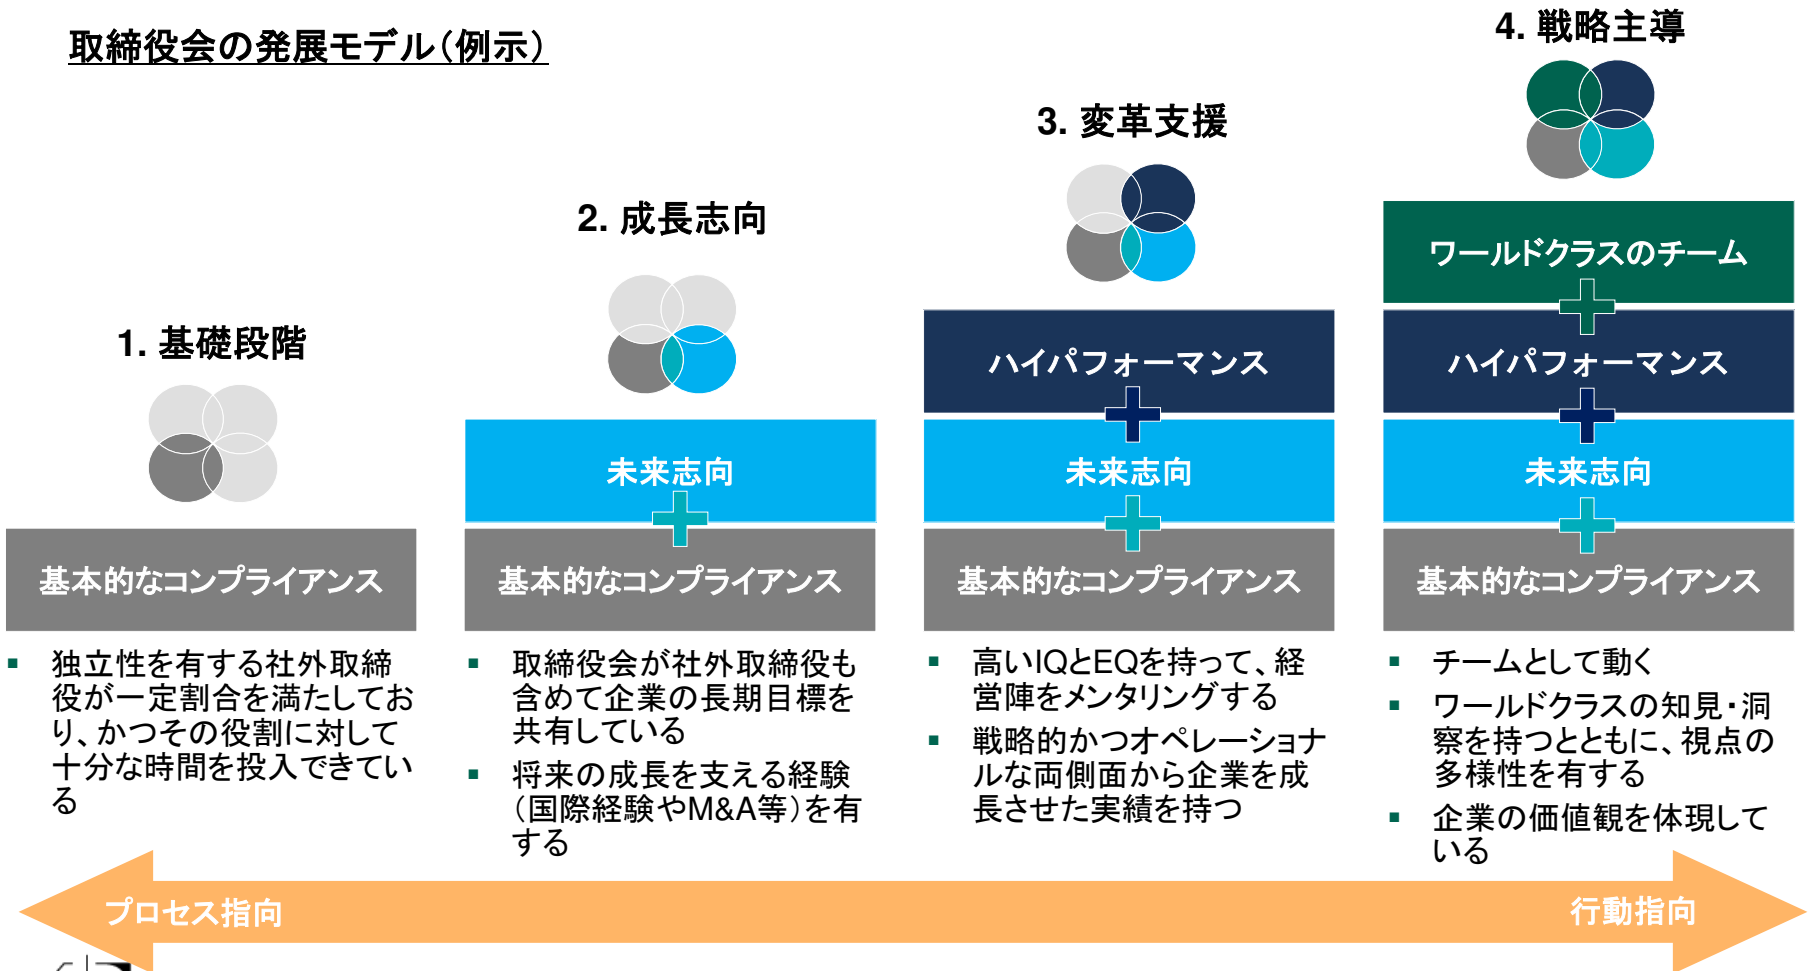 取締役会の発展モデル（例示）
1. 基礎段階
基本的なコンプライアンス
▪ 独立性を有する社外取締
役が一定割合を満たしてお
り、かつその役割に対して
十分な時間を投入できてい
る
2. 成長志向
未来志向
基本的なコンプライアンス
▪ 取締役会が社外取締役も
含めて企業の長期目標を
共有している
▪ 将来の成長を支える経験
（国際経験やM&A等）を有
する
3. 変革支援
ハイパフォーマンス
未来志向
基本的なコンプライアンス
▪ 高いIQとEQを持って、経
営陣をメンタリングする
▪ 戦略的かつオペレーショナ
ルな両側面から企業を成
長させた実績を持つ
4. 戦略主導
ワールドクラスのチーム
ハイパフォーマンス
未来志向
基本的なコンプライアンス
▪ チームとして動く
▪ ワールドクラスの知見・洞
察を持つとともに、視点の
多様性を有する
▪ 企業の価値観を体現して
いる
プロセス指向
行動指向